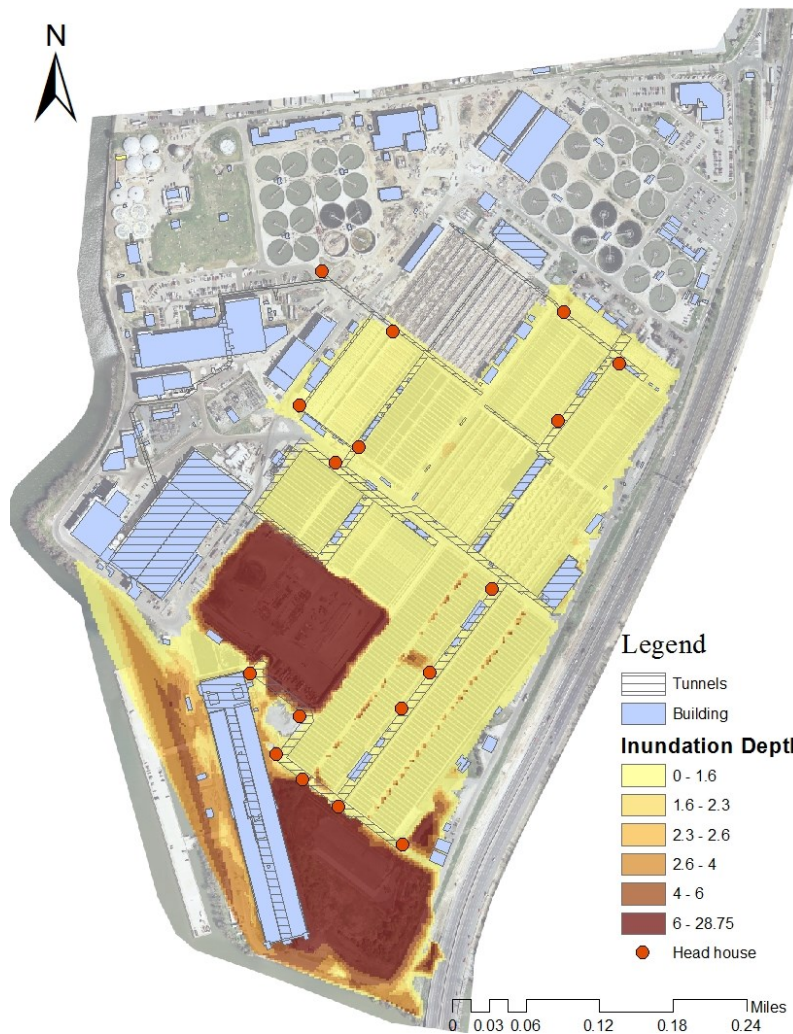 N
Legend
Tunnels
Building
Inundation Dept
0 - 1.6
1.6 - 2.3
2.3 - 2.6
2.6 - 4
4 - 6
6 - 28.75
Head house
Miles
0 0.03 0.06 0.12 0.18 0.24